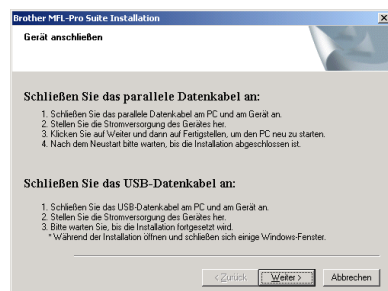 Brother MFL-Pro Suite Installation
Gerät anschließen
Schließen Sie das parallele Datenkabel an:
1. Schließen Sie das parallele Datenkabel am PC und am Gerät an.
2. Stellen Sie die Stromversorgung des Gerätes her.
3. Klicken Sie auf Weiter und dann auf Fertigstellen, um den PC neu zu starten.
4. Nach dem Neustart bitte warten, bis die Installation abgeschlossen ist.
Schließen Sie das USB-Datenkabel an:
1. Schließen Sie das USB-Datenkabel am PC und am Gerät an.
2. Stellen Sie die Stromversorgung des Gerätes her.
3. Bitte warten Sie, bis die Installation fortgesetzt wird.
* Während der Installation öffnen und schließen sich einige Windows-Fenster.
< Zurück Weiter > Abbrechen